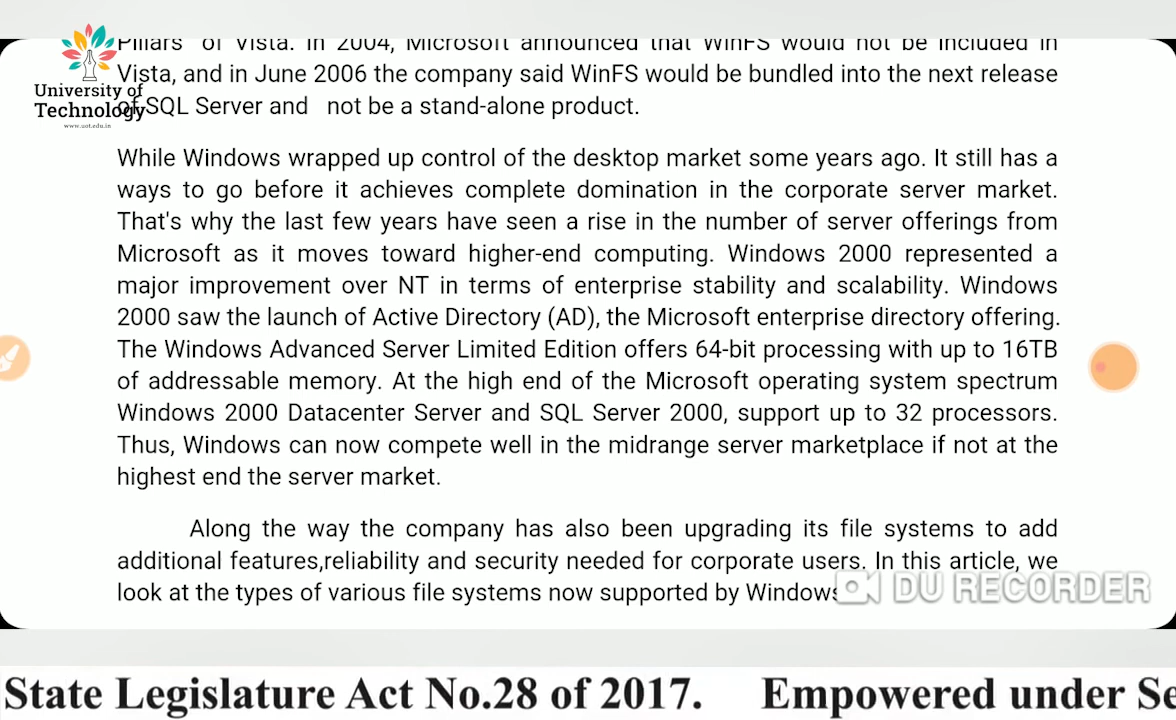 Pillars of Vista. In 2004, Microsoft announced that WinFS would not be included in
Vista, and in June 2006 the company said WinFS would be bundled into the next release
of SQL Server and not be a stand-alone product.
University of
Technology
www.uot.edu.in
While Windows wrapped up control of the desktop market some years ago. It still has a
ways to go before it achieves complete domination in the corporate server market.
That's why the last few years have seen a rise in the number of server offerings from
Microsoft as it moves toward higher-end computing. Windows 2000 represented a
major improvement over NT in terms of enterprise stability and scalability. Windows
2000 saw the launch of Active Directory (AD), the Microsoft enterprise directory offering.
The Windows Advanced Server Limited Edition offers 64-bit processing with up to 16TB
of addressable memory. At the high end of the Microsoft operating system spectrum
Windows 2000 Datacenter Server and SQL Server 2000, support up to 32 processors.
Thus, Windows can now compete well in the midrange server marketplace if not at the
highest end the server market.
Along the way the company has also been upgrading its file systems to add
additional features,reliability and security needed for corporate users. In this article, we
look at the types of various file systems now supported by Windows
DU RECORDER
State Legislature Act No.28 of 2017. Empowered under Se